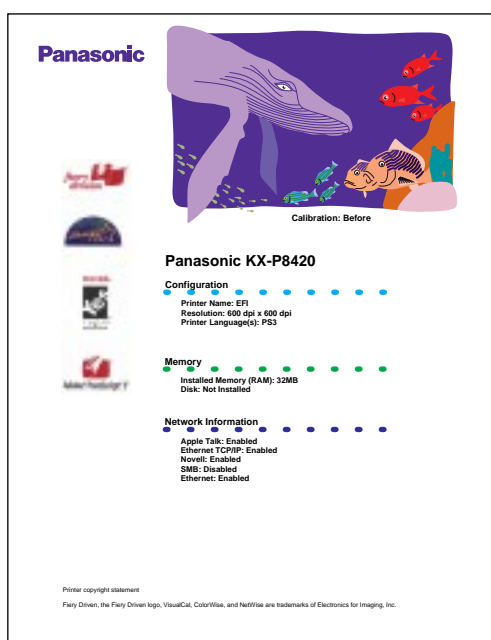 Panasonic
Calibration: Before
Panasonic KX-P8420
Configuration
Printer Name: EFI
Resolution: 600 dpi x 600 dpi
Printer Language(s): PS3
Memory
Installed Memory (RAM): 32MB
Disk: Not Installed
Network Information
Apple Talk: Enabled
Ethernet TCP/IP: Enabled
Novell: Enabled
SMB: Disabled
Ethernet: Enabled
Printer copyright statement
Fiery Driven, the Fiery Driven logo, VisualCal, ColorWise, and NetWise are trademarks of Electronics for Imaging, Inc.